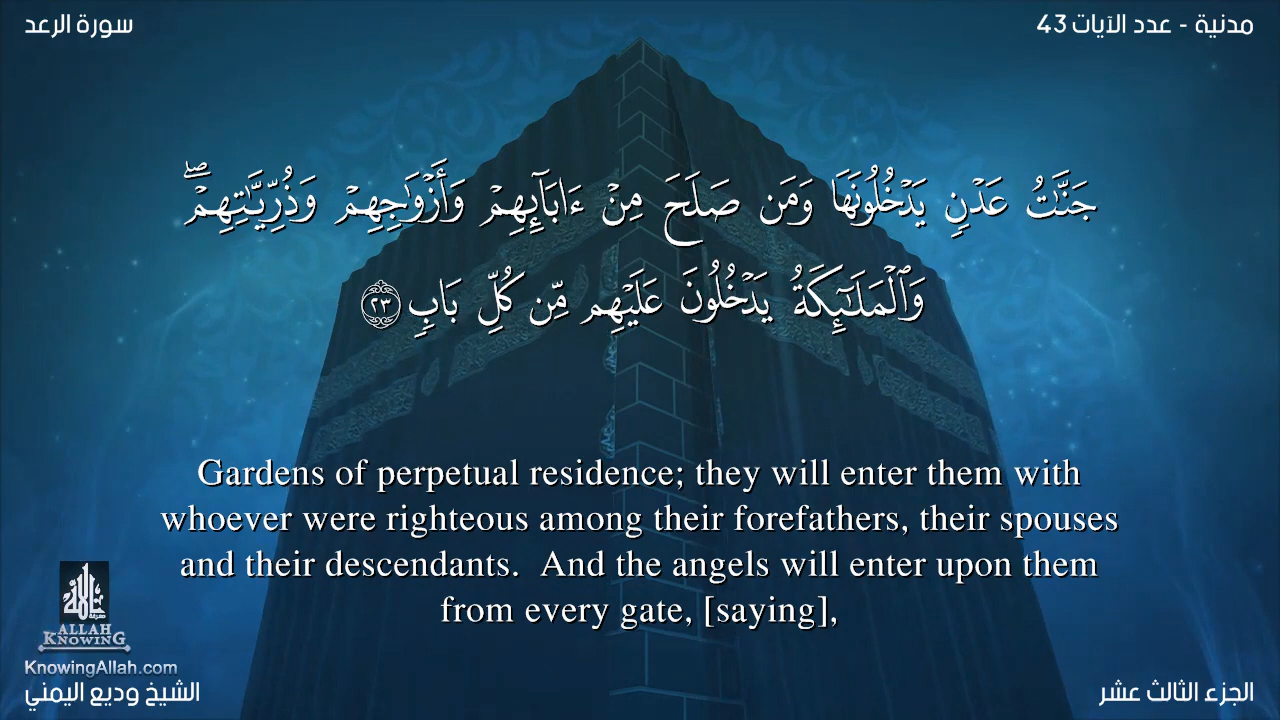 سورة الرعد
مدنية - عدد الآيات 43
جَنَّـٰتُ عَدْنٍ يَدْخُلُونَهَا وَمَن صَلَحَ مِنْ ءَابَآئِهِمْ وَأَزْوَٰجِهِمْ وَذُرِّيَّـٰتِهِمْ ۖ
وَٱلْمَلَـٰٓئِكَةُ يَدْخُلُونَ عَلَيْهِم مِّن كُلِّ بَابٍ ٢٣
Gardens of perpetual residence; they will enter them with
whoever were righteous among their forefathers, their spouses
and their descendants. And the angels will enter upon them
from every gate, [saying],
ALLAH
KNOWING
KnowingAllah.com
الشيخ وديع اليمني
الجزء الثالث عشر